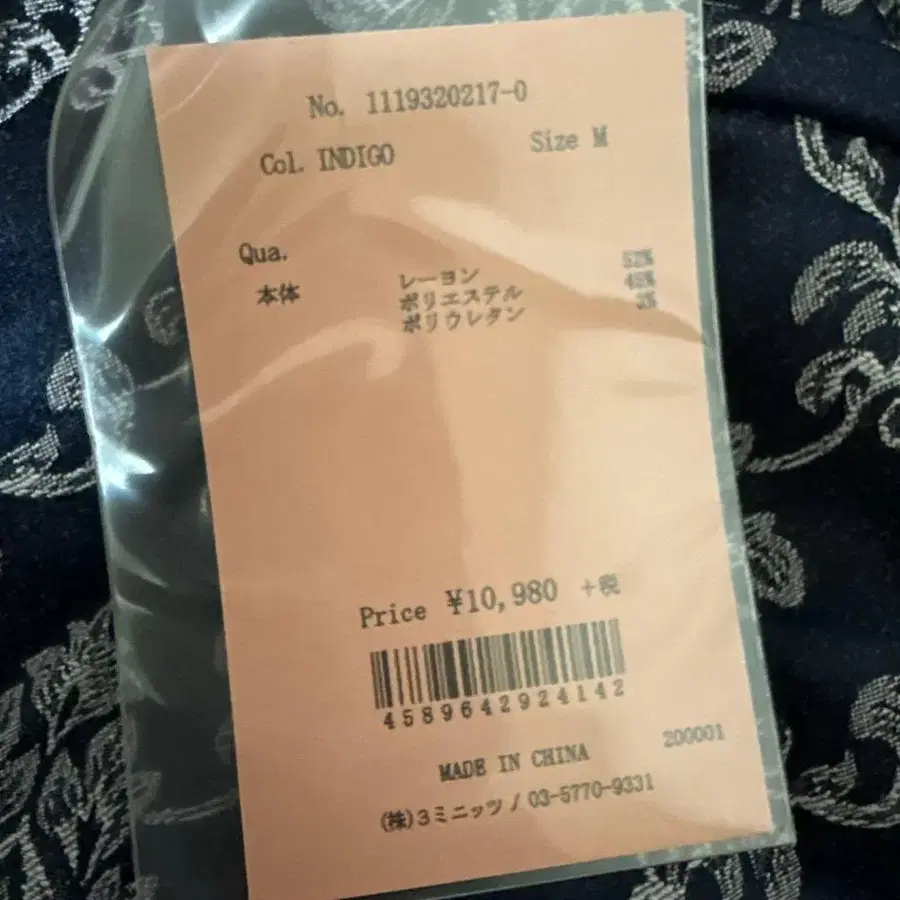 No. 1119320217-0
Col. INDIGO Size M
Qua.
本体 レーヨン 52%
ポリエステル 45%
ポリウレタン 3%
Price ¥10,980 +税
4589642924142
200001
MADE IN CHINA
(株)3ミニッツ / 03-5770-9331